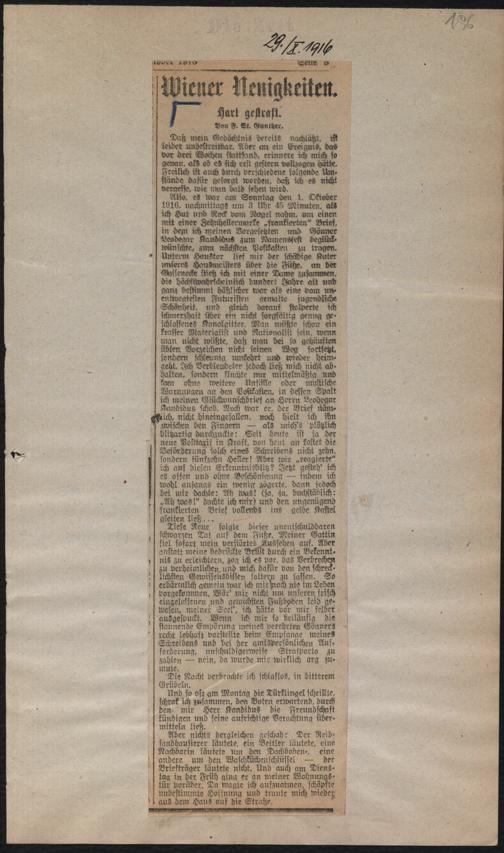 196
29./X. 1916
Seite 5
Wiener Neuigkeiten.
Hart gestraft.
Von F. St. Günther.
Daß mein Gedächtnis bereits nachläßt, ist
leider unbestreitbar. Aber an ein Ereignis, das
vor drei Wochen stattfand, erinnere ich mich so
genau, als ob es sich erst gestern vollzogen hätte.
Freilich ist auch durch verschiedene folgende Um-
stände dafür gesorgt worden, daß ich es nicht
vergesse, wie man bald sehen wird.
Also, es war am Sonntag den 1. Oktober
1916, nachmittags um 3 Uhr 45 Minuten, als
ich Hut und Rock vom Nagel nahm, um einen
mit einer Zehnhellermarke „frankierten" Brief,
in dem ich meinen Vorgesetzten und Gönner
Leodegar Kandidus zum Namensfest beglück-
wünschte, zum nächsten Postkasten zu tragen.
Unterm Haustor lief mir der schäbige Kater
unseres Hausmeisters über die Füße, an der
Gassenecke stieß ich mit einer Dame zusammen,
die höchstwahrscheinlich hundert Jahre alt und
ganz bestimmt häßlicher war als eine vom un-
entwegtesten Futuristen gemalte jugendliche
Schönheit, und gleich darauf stolperte ich
schmerzhaft über ein nicht sorgfältig genug ge-
schlossenes Kanalgitter. Man müßte schon ein
krasser Materialist und Rationalist sein, wenn
man nicht wüßte, daß man bei so gehäuften
üblen Vorzeichen nicht seinen Weg fortsetzt,
sondern schleunig umkehrt und wieder heim-
geht. Ich Verblendeter jedoch ließ mich nicht ab-
halten, sondern fluchte nur mittelmäßig und
kam ohne weitere Unfälle oder mystische
Warnungen an den Postkasten, in dessen Spalt
ich meinen Glückwunschbrief an Herrn Leodegar
Kandidus schob. Noch war er, der Brief näm-
lich, nicht hineingefallen, noch hielt ich ihn
zwischen den Fingern — als mich's plötzlich
blitzartig durchzuckte: Seit heute ist ja der
neue Posttarif in Kraft, von heut an kostet die
Beförderung solch eines Schreibens nicht zehn,
sondern fünfzehn Heller! Aber wie „reagierte"
ich auf diesen Erkenntnisblitz? Jetzt gesteh' ich
es offen und ohne Beschönigung — indem ich
wohl anfangs ein wenig zögerte, dann jedoch
bei mir dachte: Ah was! (ja, ja, buchstäblich:
„Ah was!" dachte ich mir) und den ungenügend
frankierten Brief vollends ins gelbe Kastel
gleiten ließ...
Tiefe Reue folgte dieser unentschuldbaren
schwarzen Tat auf dem Fuße. Meiner Gattin
fiel sofort mein verstörtes Aussehen auf. Aber
anstatt meine bedrückte Brust durch ein Bekennt-
nis zu erleichtern, zog ich es vor, das Verbrechen
zu verheimlichen und mich dafür von den schreck-
lichsten Gewissensbissen foltern zu lassen. So
erbärmlich gemein war ich mir noch nie im Leben
vorgekommen. Wär' mir nicht um unseren frisch
eingelassenen und gewichsten Fußboden leid ge-
wesen, meiner Seel', ich hätte vor mir selber
ausgespuckt. Wenn ich mir so beiläufig die
flammende Empörung meines verehrten Gönners
recht lebhaft vorstellte beim Empfange meines
Schreibens und bei der amtspersönlichen Auf-
forderung, unschuldigerweise Strafporto zu
zahlen — nein, da wurde mir wirklich arg zu-
mute.
Die Nacht verbrachte ich schlaflos, in bitterem
Grübeln.
Und so oft am Montag die Türklingel schrillte,
schrak ich zusammen, den Boten erwartend, durch
den mir Herr Kandidus die Freundschaft
kündigen und seine aufrichtige Verachtung über-
mitteln ließ.
Aber nichts dergleichen geschah: Der Reib-
sandhausierer läutete, ein Bettler läutete, eine
Nachbarin läutete um den Dachboden-, eine
andere um den Waschküchenschlüssel — der
Briefträger läutete nicht. Und auch am Diens-
tag in der Früh ging er an meiner Wohnungs-
tür vorüber. Da wagte ich aufzuatmen, schöpfte
unbestimmte Hoffnung und traute mich wieder
aus dem Haus auf die Straße.